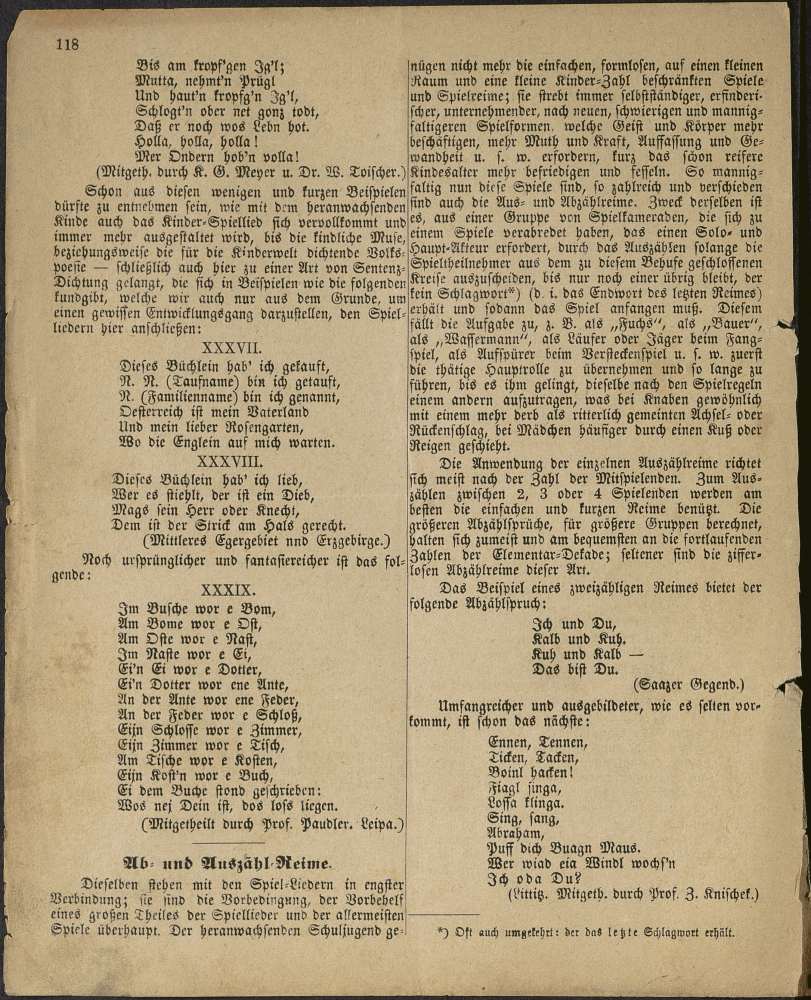 118
Bis am kropf'gen Ig'l;
Mutta, nehmt'n Prügl
Und haut'n kropfg'n Ig'l,
Schlogt'n ober net gonz todt,
Daß er noch wos Lebn hot.
Holla, holla, holla!
Mer Ondern hob'n volla!
(Mitgeth. durch K. G. Meyer u. Dr. W. Toischer.)
Schon aus diesen wenigen und kurzen Beispielen
dürfte zu entnehmen sein, wie mit dem heranwachsenden
Kinde auch das Kinder-Spiellied sich vervollkommt und
immer mehr ausgestaltet wird, bis die kindliche Muse,
beziehungsweise die für die Kinderwelt dichtende Volks-
poesie — schließlich auch hier zu einer Art von Sentenz-
Dichtung gelangt, die sich in Beispielen wie die folgenden
kundgibt, welche wir auch nur aus dem Grunde, um
einen gewissen Entwicklungsgang darzustellen, den Spiel-
liedern hier anschließen:
XXXVII.
Dieses Büchlein hab' ich gekauft,
N. N. (Taufname) bin ich getauft,
N. (Familienname) bin ich genannt,
Oesterreich ist mein Vaterland
Und mein lieber Rosengarten,
Wo die Englein auf mich warten.
XXXVIII.
Dieses Büchlein hab' ich lieb,
Wer es stiehlt, der ist ein Dieb,
Mags sein Herr oder Knecht,
Dem ist der Strick am Hals gerecht.
(Mittleres Egergebiet nnd Erzgebirge.)
Noch ursprünglicher und fantasiereicher ist das fol-
gende:
XXXIX.
Im Busche wor e Bom,
Am Bome wor e Ost,
Am Oste wor e Nast,
Im Naste wor e Ei,
Ei'n Ei wor e Dotter,
Ei'n Dotter wor ene Ante,
An der Ante wor ene Feder,
An der Feder wor e Schloß,
Eijn Schlosse wor e Zimmer,
Eijn Zimmer wor e Tisch,
Am Tische wor e Kosten,
Eijn Kost'n wor e Buch,
Ei dem Buche stond geschrieben:
Wos nej Dein ist, dos loss liegen.
(Mitgetheilt durch Prof. Paudler. Leipa.)
Ab- und Auszähl-Reime.
Dieselben stehen mit den Spiel-Liedern in engster
Verbindung; sie sind die Vorbedingung, der Vorbehelf
eines großen Theiles der Spiellieder und der allermeisten
Spiele überhaupt. Der heranwachsenden Schuljugend ge-
nügen nicht mehr die einfachen, formlosen, auf einen kleinen
Raum und eine kleine Kinder-Zahl beschränkten Spiele
und Spielreime; sie strebt immer selbstständiger, erfinderi-
scher, unternehmender, nach neuen, schwierigen und mannig-
faltigeren Spielformen, welche Geist und Körper mehr
beschäftigen, mehr Muth und Kraft, Auffassung und Ge-
wandheit u. s. w. erfordern, kurz das schon reifere
Kindesalter mehr befriedigen und fesseln. So mannig-
faltig nun diese Spiele sind, so zahlreich und verschieden
sind auch die Aus- und Abzählreime. Zweck derselben ist
es, aus einer Gruppe von Spielkameraden, die sich zu
einem Spiele verabredet haben, das einen Solo- und
Haupt-Akteur erfordert, durch das Auszählen solange die
Spieltheilnehmer aus dem zu diesem Behufe geschlossenen
Kreise auszuscheiden, bis nur noch einer übrig bleibt, der
kein Schlagwort*) (d. i. das Endwort des letzten Reimes)
erhält und sodann das Spiel anfangen muß. Diesem
fällt die Aufgabe zu, z. B. als „Fuchs“, als „Bauer“,
als „Wassermann“, als Läufer oder Jäger beim Fang-
spiel, als Aufspürer beim Versteckenspiel u. s. w. zuerst
die thätige Hauptrolle zu übernehmen und so lange zu
führen, bis es ihm gelingt, dieselbe nach den Spielregeln
einem andern aufzutragen, was bei Knaben gewöhnlich
mit einem mehr derb als ritterlich gemeinten Achsel- oder
Rückenschlag, bei Mädchen häufiger durch einen Kuß oder
Reigen geschieht.
Die Anwendung der einzelnen Auszählreime richtet
sich meist nach der Zahl der Mitspielenden. Zum Aus-
zählen zwischen 2, 3 oder 4 Spielenden werden am
besten die einfachen und kurzen Reime benützt. Die
größeren Abzählsprüche, für größere Gruppen berechnet,
halten sich zumeist und am bequemsten an die fortlaufenden
Zahlen der Elementar-Dekade; seltener sind die ziffer-
losen Abzählreime dieser Art.
Das Beispiel eines zweizähligen Reimes bietet der
folgende Abzählspruch:
Ich und Du,
Kalb und Kuh.
Kuh und Kalb —
Das bist Du.
(Saazer Gegend.)
Umfangreicher und ausgebildeter, wie es selten vor-
kommt, ist schon das nächste:
Ennen, Tennen,
Ticken, Tacken,
Boinl hacken!
Fiagl singa,
Lossa klinga.
Sing, sang,
Abraham,
Puff dich Buagn Maus.
Wer wiad eia Windl wochs'n
Ich oda Du?
(Littitz. Mitgeth. durch Prof. Z. Knischek.)
*) Oft auch umgekehrt: der das letzte Schlagwort erhält.